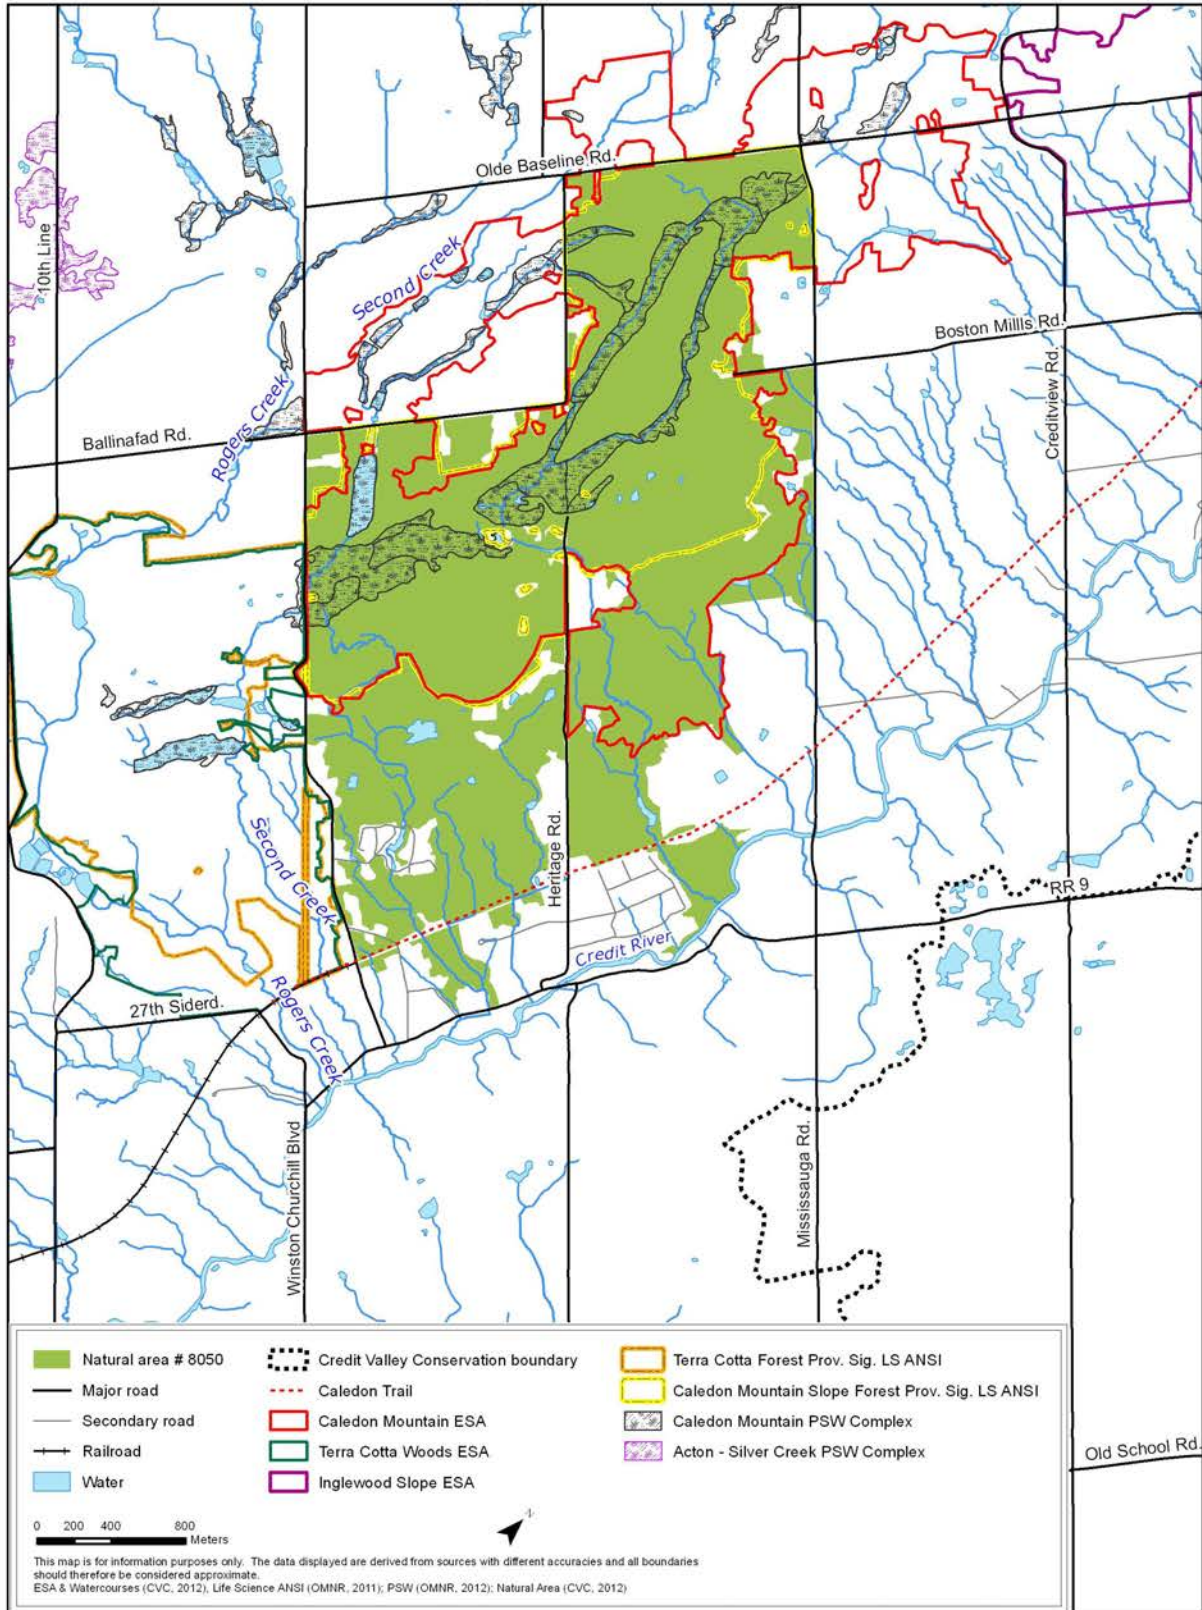 Olde Baseline Rd.
10th Line
Second Creek
Boston Millls Rd.
Creditview Rd.
Rogers Creek
Ballinafad Rd.
Second Creek
Heritage Rd.
RR 9
Credit River
27th Siderd.
Rogers Creek
Winston Churchill Blvd
Mississauga Rd.
Old School Rd.
Natural area # 8050
Major road
Secondary road
Railroad
Water
Credit Valley Conservation boundary
Caledon Trail
Caledon Mountain ESA
Terra Cotta Woods ESA
Inglewood Slope ESA
Terra Cotta Forest Prov. Sig. LS ANSI
Caledon Mountain Slope Forest Prov. Sig. LS ANSI
Caledon Mountain PSW Complex
Acton - Silver Creek PSW Complex
0 200 400 800
Meters
This map is for information purposes only. The data displayed are derived from sources with different accuracies and all boundaries
should therefore be considered approximate.
ESA & Watercourses (CVC, 2012), Life Science ANSI (OMNR, 2011); PSW (OMNR, 2012); Natural Area (CVC, 2012)